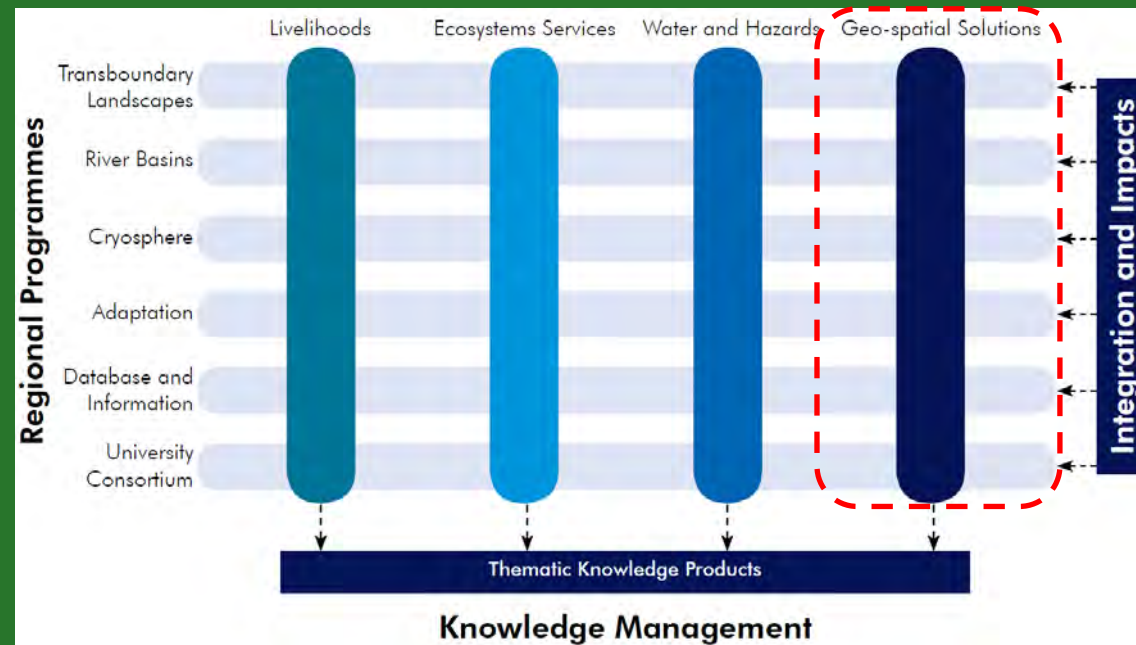 Livelihoods
Ecosystems Services
Water and Hazards
Geo-spatial Solutions
Regional Programmes
Transboundary
Landscapes
River Basins
Cryosphere
Adaptation
Database and
Information
University
Consortium
Integration and Impacts
Thematic Knowledge Products
Knowledge Management